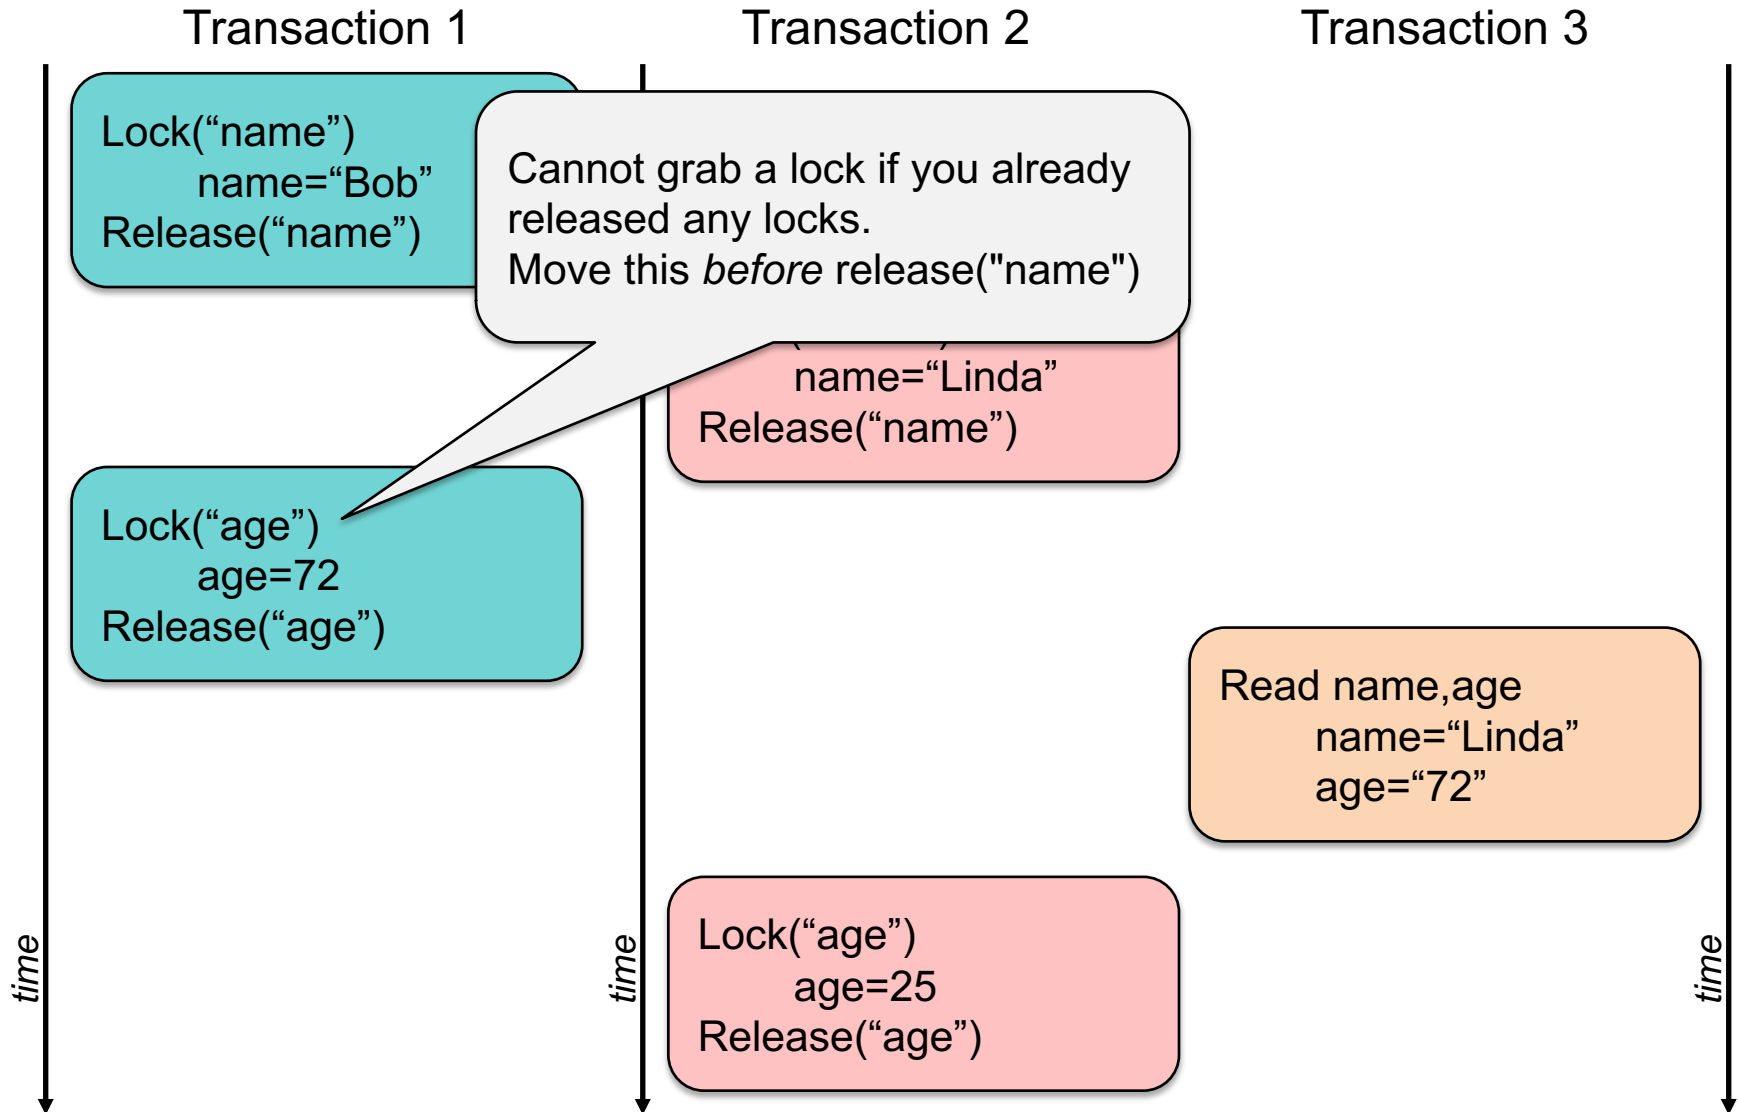 Transaction 1
Transaction 2
Transaction 3
Lock(“name”)
name=“Bob”
Release(“name”)
Cannot grab a lock if you already
released any locks.
Move this before release("name")
name=“Linda”
Release(“name”)
Lock(“age”)
age=72
Release(“age”)
Read name,age
name=“Linda”
age=“72”
Lock(“age”)
age=25
Release(“age”)
time
time
time